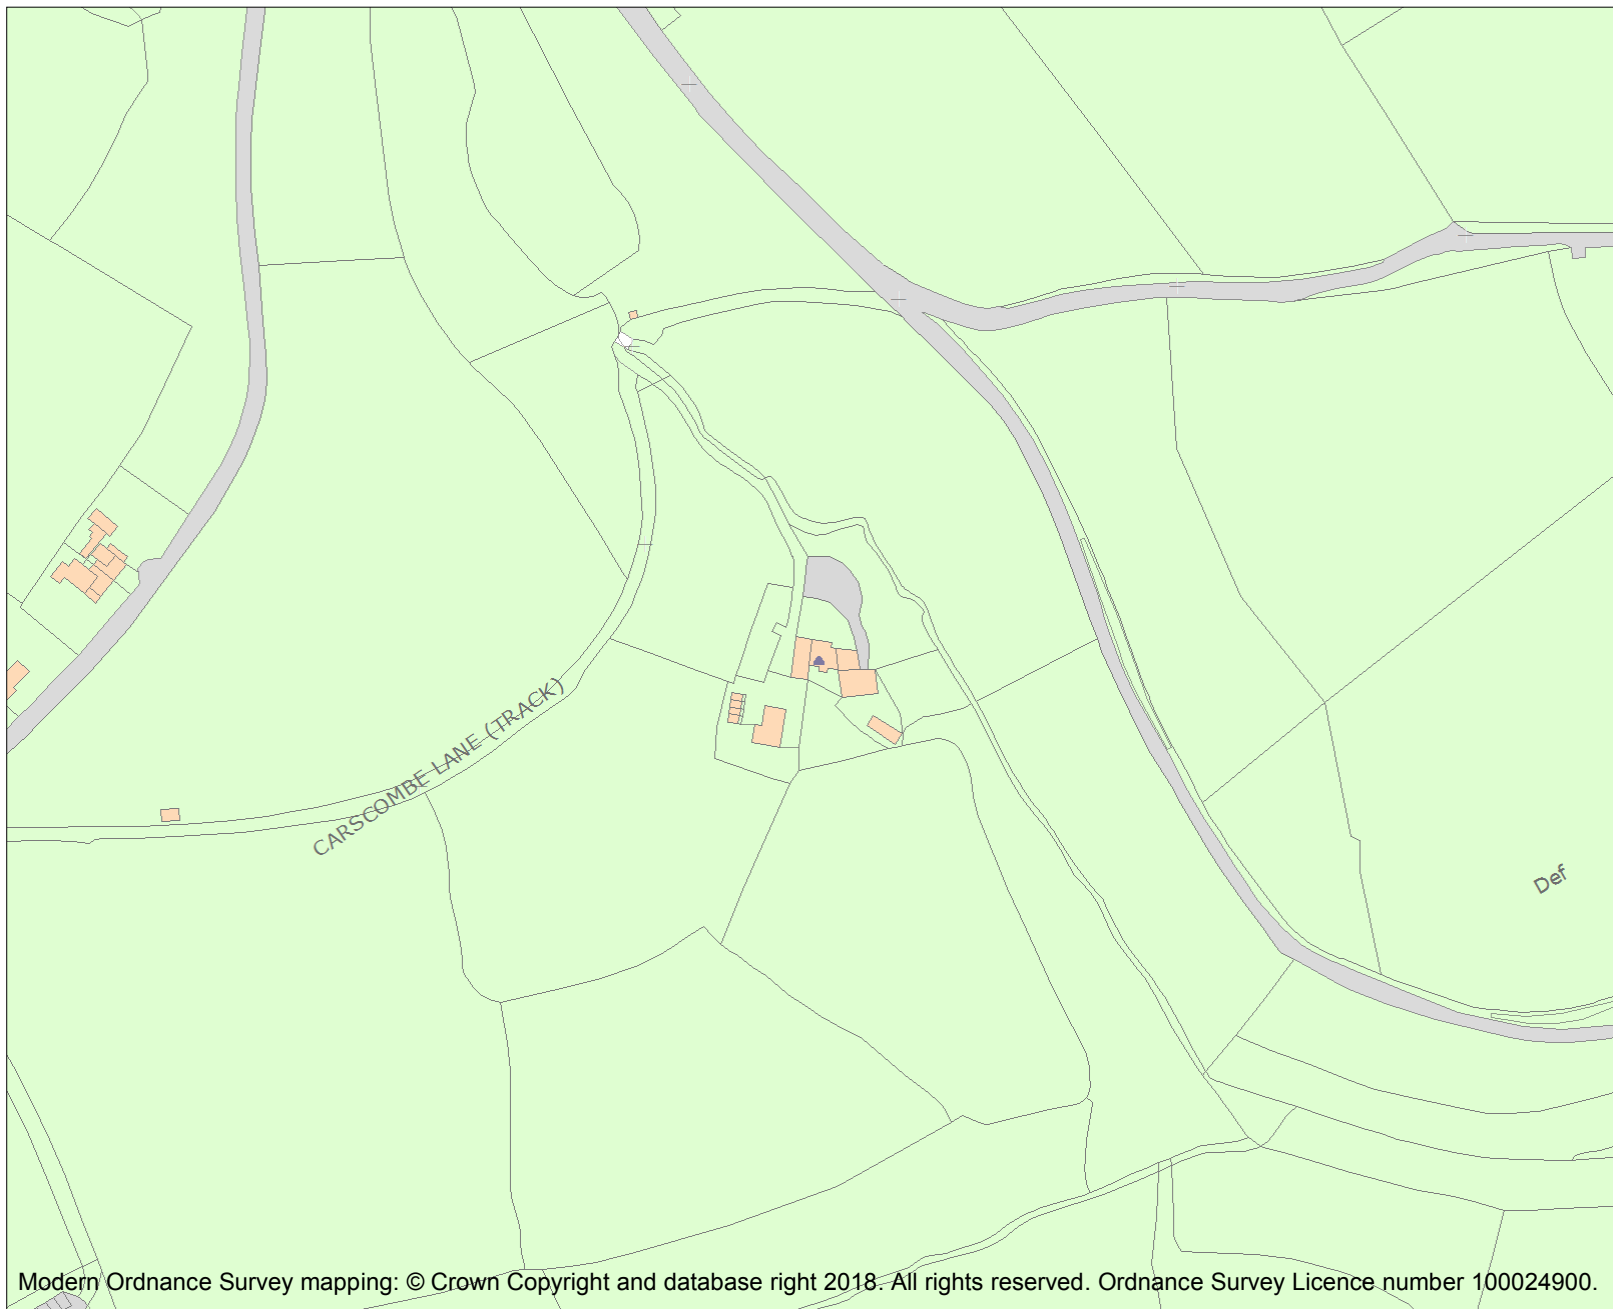 CARSCOMBE LANE (TRACK)
Def
Modern Ordnance Survey mapping: © Crown Copyright and database right 2018. All rights reserved. Ordnance Survey Licence number 100024900.